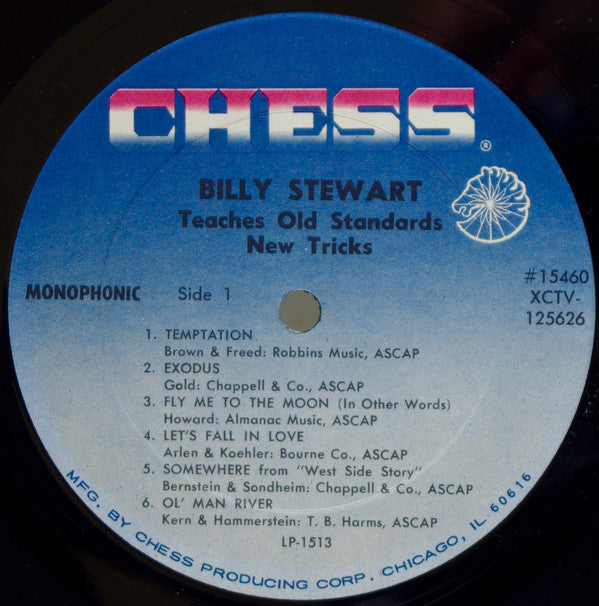 CHESS
®
BILLY STEWART
Teaches Old Standards
New Tricks
MONOPHONIC Side 1
#15460
XCTV-
125626
1. TEMPTATION
Brown & Freed: Robbins Music, ASCAP
2. EXODUS
Gold: Chappell & Co., ASCAP
3. FLY ME TO THE MOON (In Other Words)
Howard: Almanac Music, ASCAP
4. LET'S FALL IN LOVE
Arlen & Koehler: Bourne Co., ASCAP
5. SOMEWHERE from "West Side Story"
Bernstein & Sondheim: Chappell & Co., ASCAP
6. OL' MAN RIVER
Kern & Hammerstein: T. B. Harms, ASCAP
LP-1513
MFG. BY CHESS PRODUCING CORP. CHICAGO, IL 60616